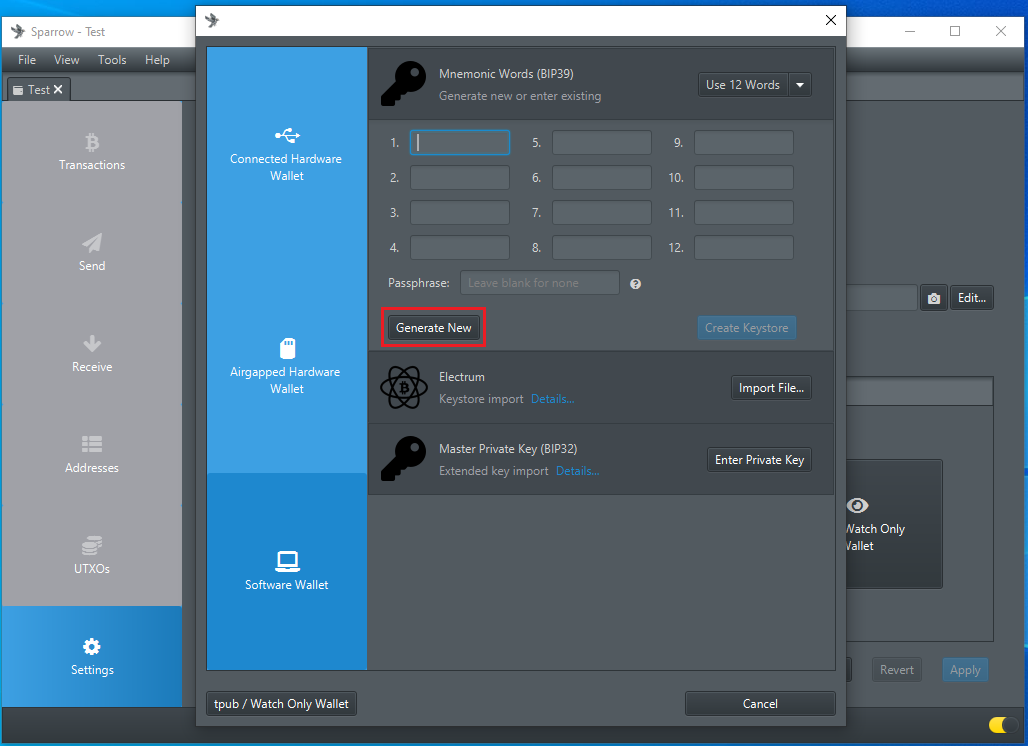 Sparrow - Test
File View Tools Help
Test
Transactions
Send
Receive
Addresses
UTXOs
Settings
Connected Hardware
Wallet
Airgapped Hardware
Wallet
Software Wallet
Mnemonic Words (BIP39)
Generate new or enter existing
Use 12 Words
1. 5. 9.
2. 6. 10.
3. 7. 11.
4. 8. 12.
Passphrase: Leave blank for none
Generate New Create Keystore
Electrum
Keystore import Details...
Import File...
Master Private Key (BIP32)
Extended key import Details...
Enter Private Key
Edit...
Watch Only
Wallet
Revert Apply
tpub / Watch Only Wallet Cancel